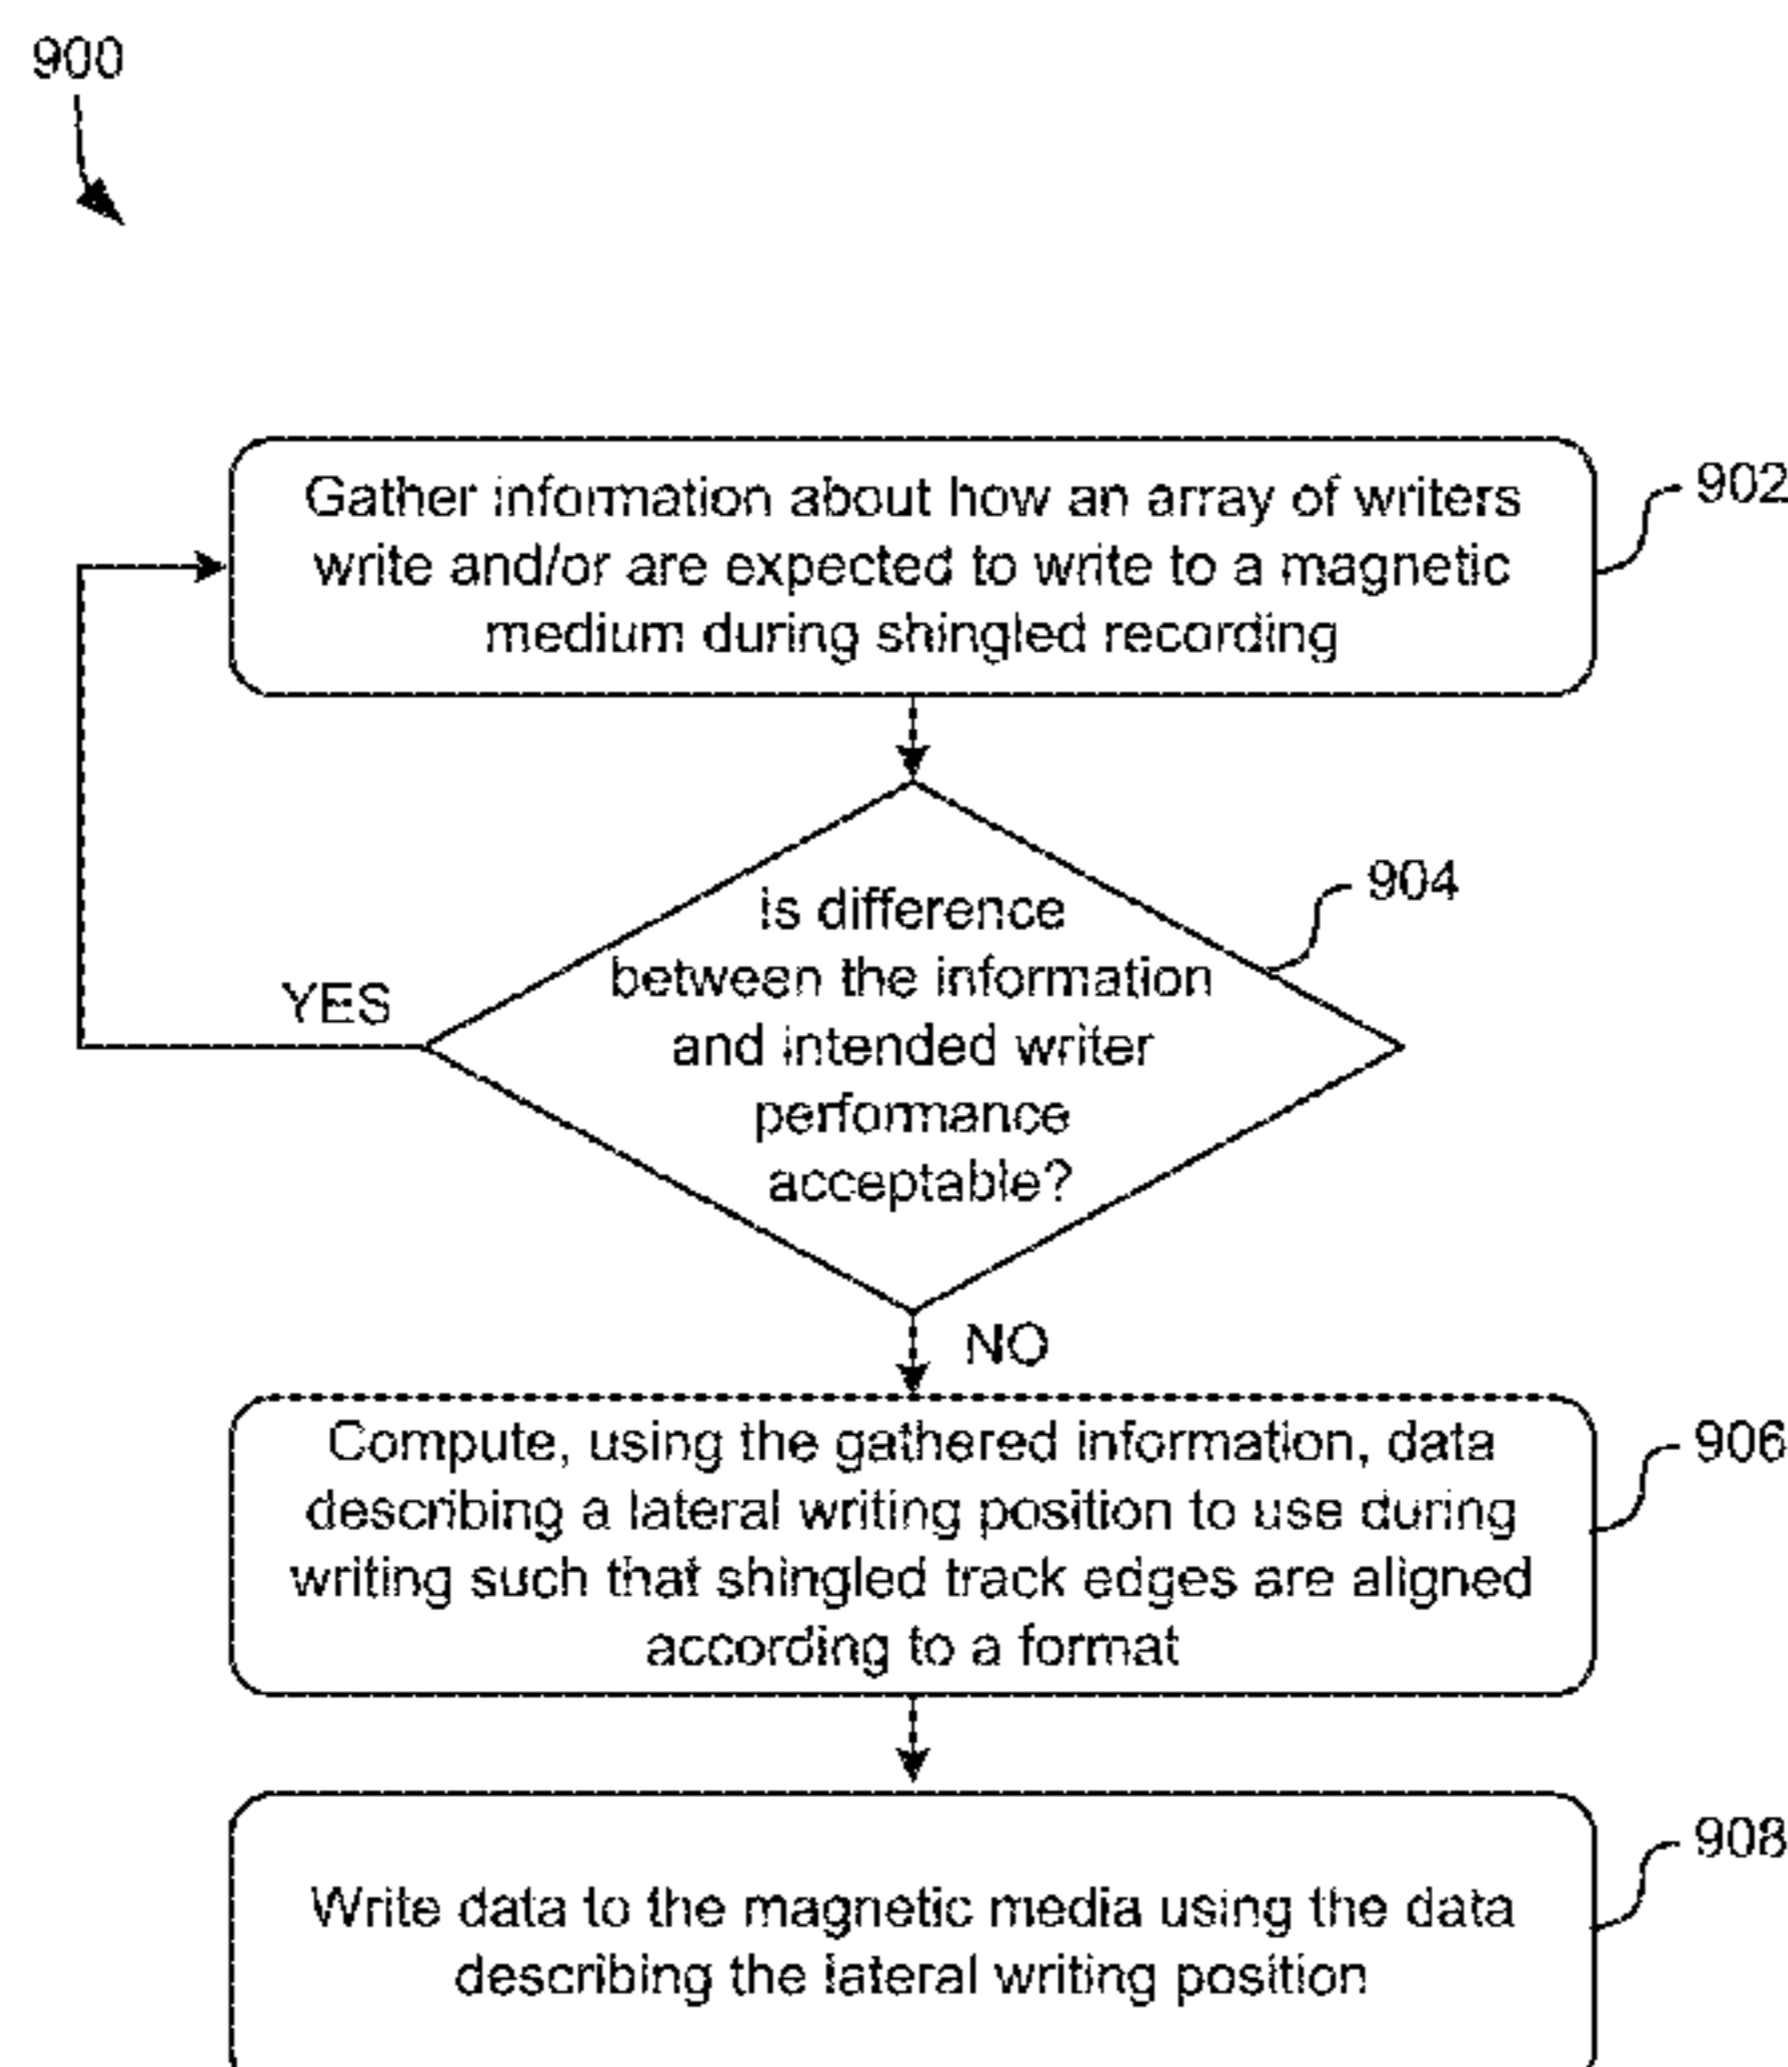 900
Gather information about how an array of writers
write and/or are expected to write to a magnetic
medium during shingled recording
902
is difference
between the information
and intended writer
performance
acceptable?
904
YES
NO
Compute, using the gathered information, data
describing a lateral writing position to use during
writing such that shingled track edges are aligned
according to a format
906
Write data to the magnetic media using the data
describing the lateral writing position
908